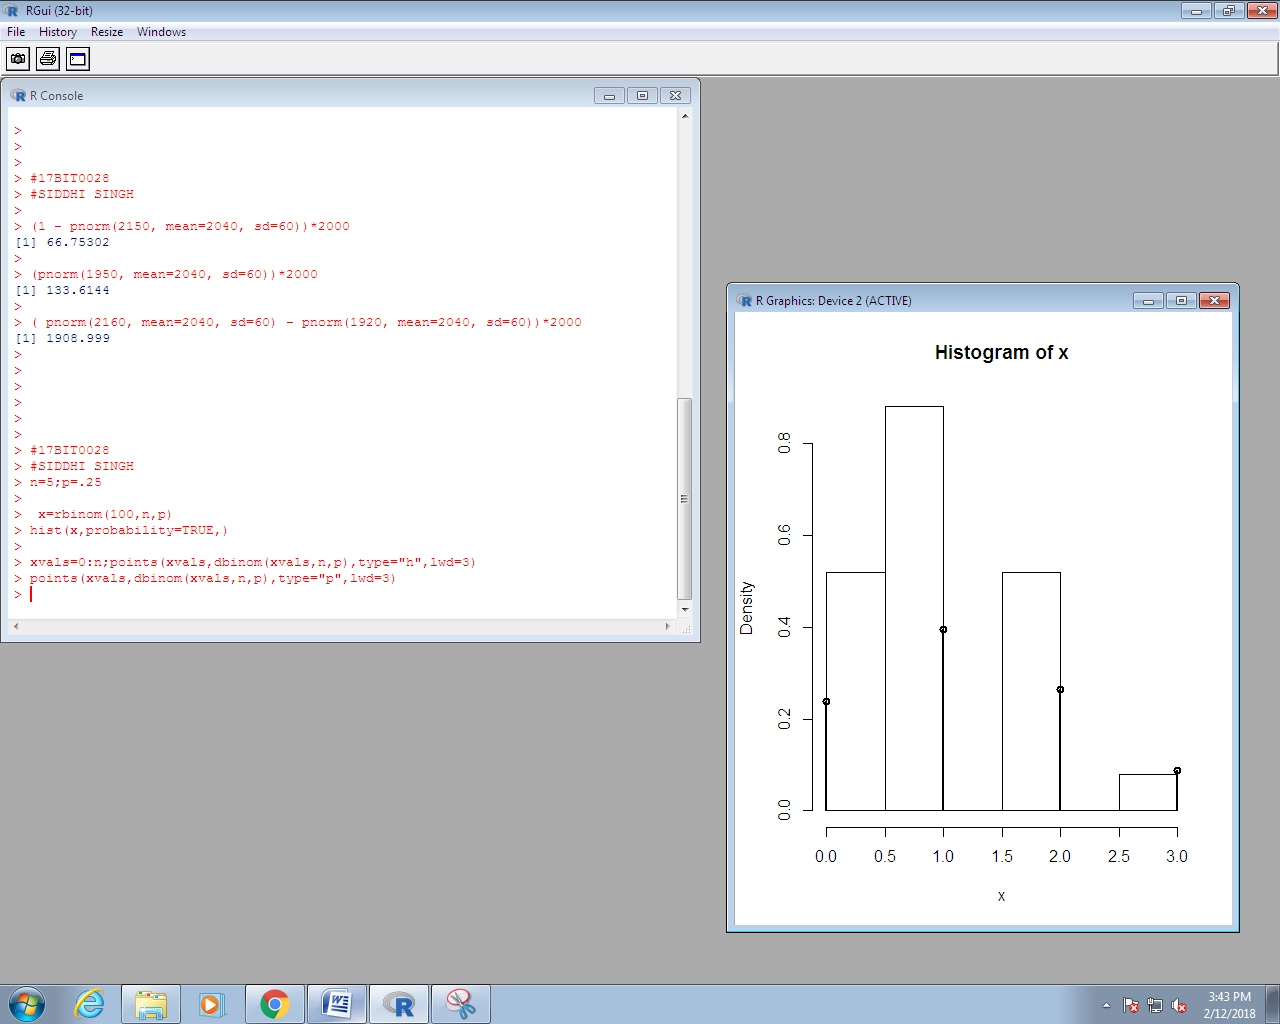 RGui (32-bit)
File History Resize Windows
R Console
>
>
>
> #17BIT0028
> #SIDDHI SINGH
>
> (1 - pnorm(2150, mean=2040, sd=60))*2000
[1] 66.75302
>
> (pnorm(1950, mean=2040, sd=60))*2000
[1] 133.6144
>
> ( pnorm(2160, mean=2040, sd=60) - pnorm(1920, mean=2040, sd=60))*2000
[1] 1908.999
>
>
>
>
>
>
> #17BIT0028
> #SIDDHI SINGH
> n=5;p=.25
>
>  x=rbinom(100,n,p)
> hist(x,probability=TRUE,)
>
> xvals=0:n;points(xvals,dbinom(xvals,n,p),type="h",lwd=3)
> points(xvals,dbinom(xvals,n,p),type="p",lwd=3)
>
R Graphics: Device 2 (ACTIVE)
Histogram of x
Density
0.8
0.6
0.4
0.2
0.0
0.0 0.5 1.0 1.5 2.0 2.5 3.0
x
3:43 PM
2/12/2018